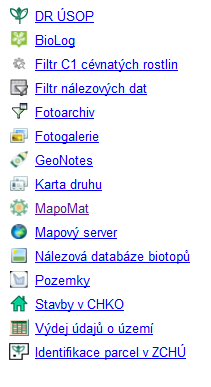 DR ÚSOP
BioLog
Filtr C1 cévnatých rostlin
Filtr nálezových dat
Fotoarchiv
Fotogalerie
GeoNotes
Karta druhu
MapoMat
Mapový server
Nálezová databáze biotopů
Pozemky
Stavby v CHKO
Výdej údajů o území
Identifikace parcel v ZCHÚ